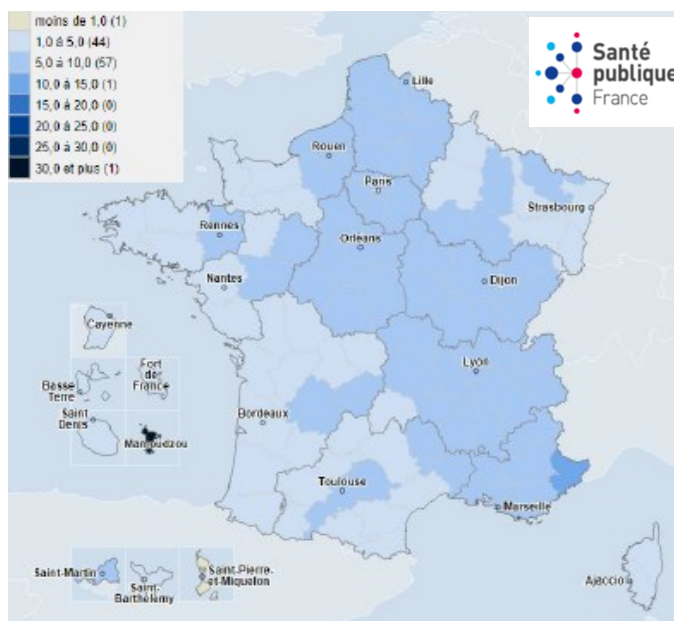 moins de 1,0 (1)
1,0 à 5,0 (44)
5,0 à 10,0 (57)
10,0 à 15,0 (1)
15,0 à 20,0 (0)
20,0 à 25,0 (0)
25,0 à 30,0 (0)
30,0 et plus (1)
Santé
publique
France
Lille
Rouen
Paris
Strasbourg
Rennes
Orléans
Nantes
Dijon
Cayenne
Lyon
Basse
Terre
Fort
de
France
Saint
Denis
Mamoudzou
Bordeaux
Toulouse
Marseille
Saint-Martin
Saint-
Barthélemy
Saint-Pierre-
et-Miquelon
Ajaccio